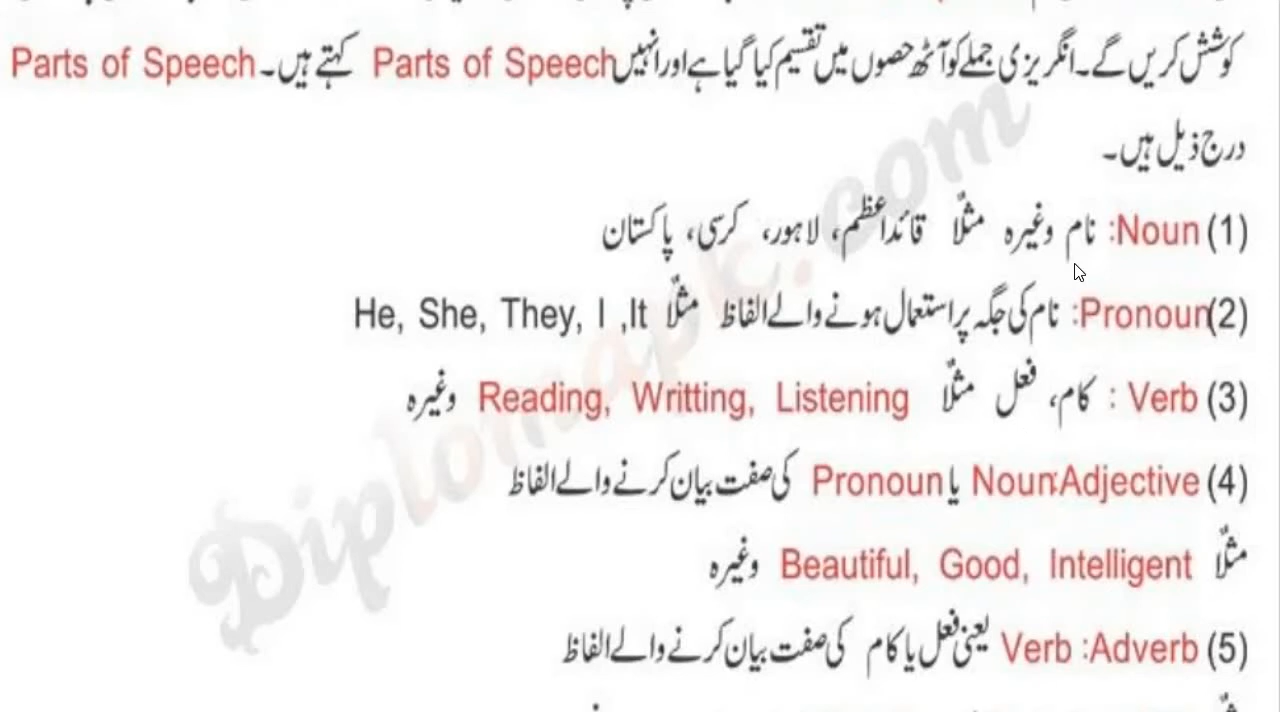 کوشش کریں گے۔ انگریزی جملے کو آٹھ حصوں میں تقسیم کیا گیا ہے اور انہیں Parts of Speech کہتے ہیں۔ Parts of Speech
درج ذیل ہیں۔
(1) Noun: نام وغیرہ مثلاً قائداعظم، لاہور، کرسی، پاکستان
(2) Pronoun: نام کی جگہ پر استعمال ہونے والے الفاظ مثلاً He, She, They, I ,It
(3) Verb : کام، فعل مثلاً Reading, Writting, Listening وغیرہ
(4) Adjective: Noun یا Pronoun کی صفت بیان کرنے والے الفاظ
مثلاً Beautiful, Good, Intelligent وغیرہ
(5) Adverb: Verb یعنی فعل یا کام کی صفت بیان کرنے والے الفاظ
Diplomapk.com